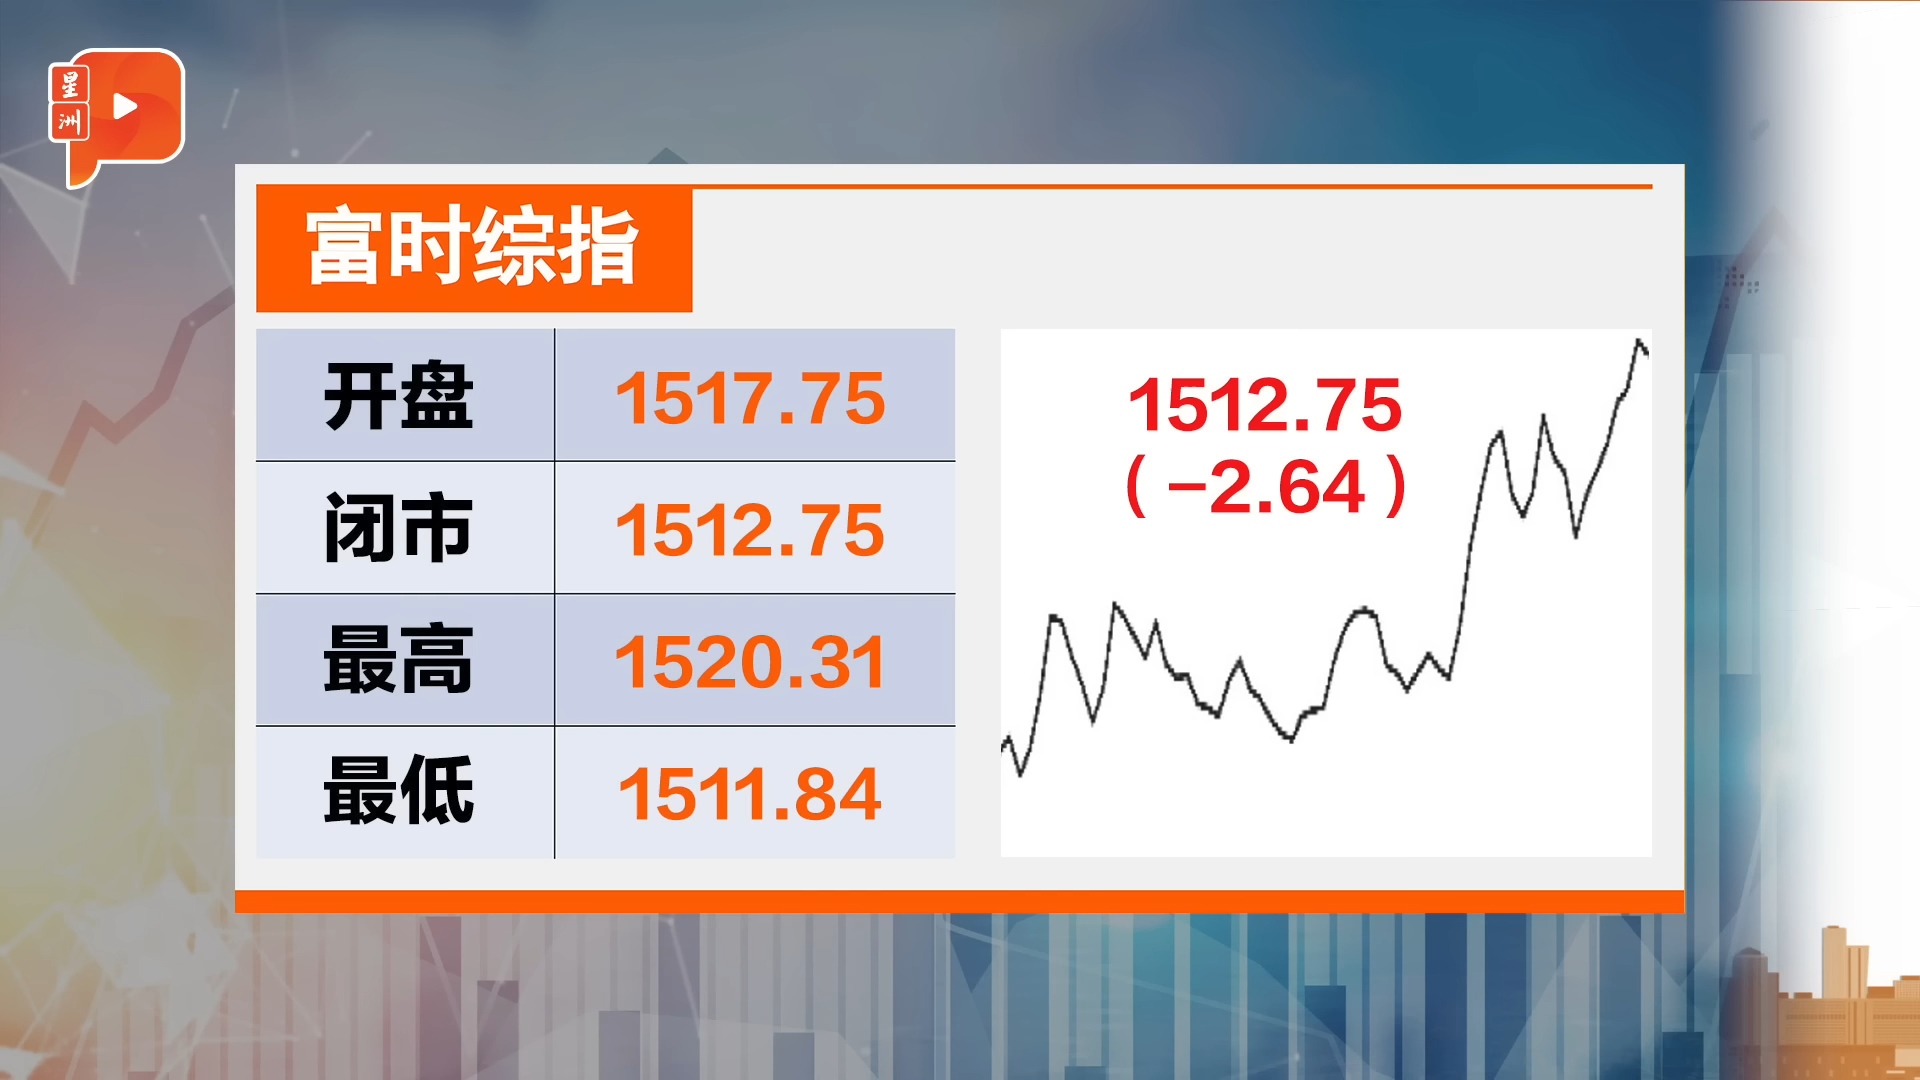 星
洲
富时综指
开盘 1517.75
闭市 1512.75
最高 1520.31
最低 1511.84
1512.75
(-2.64)